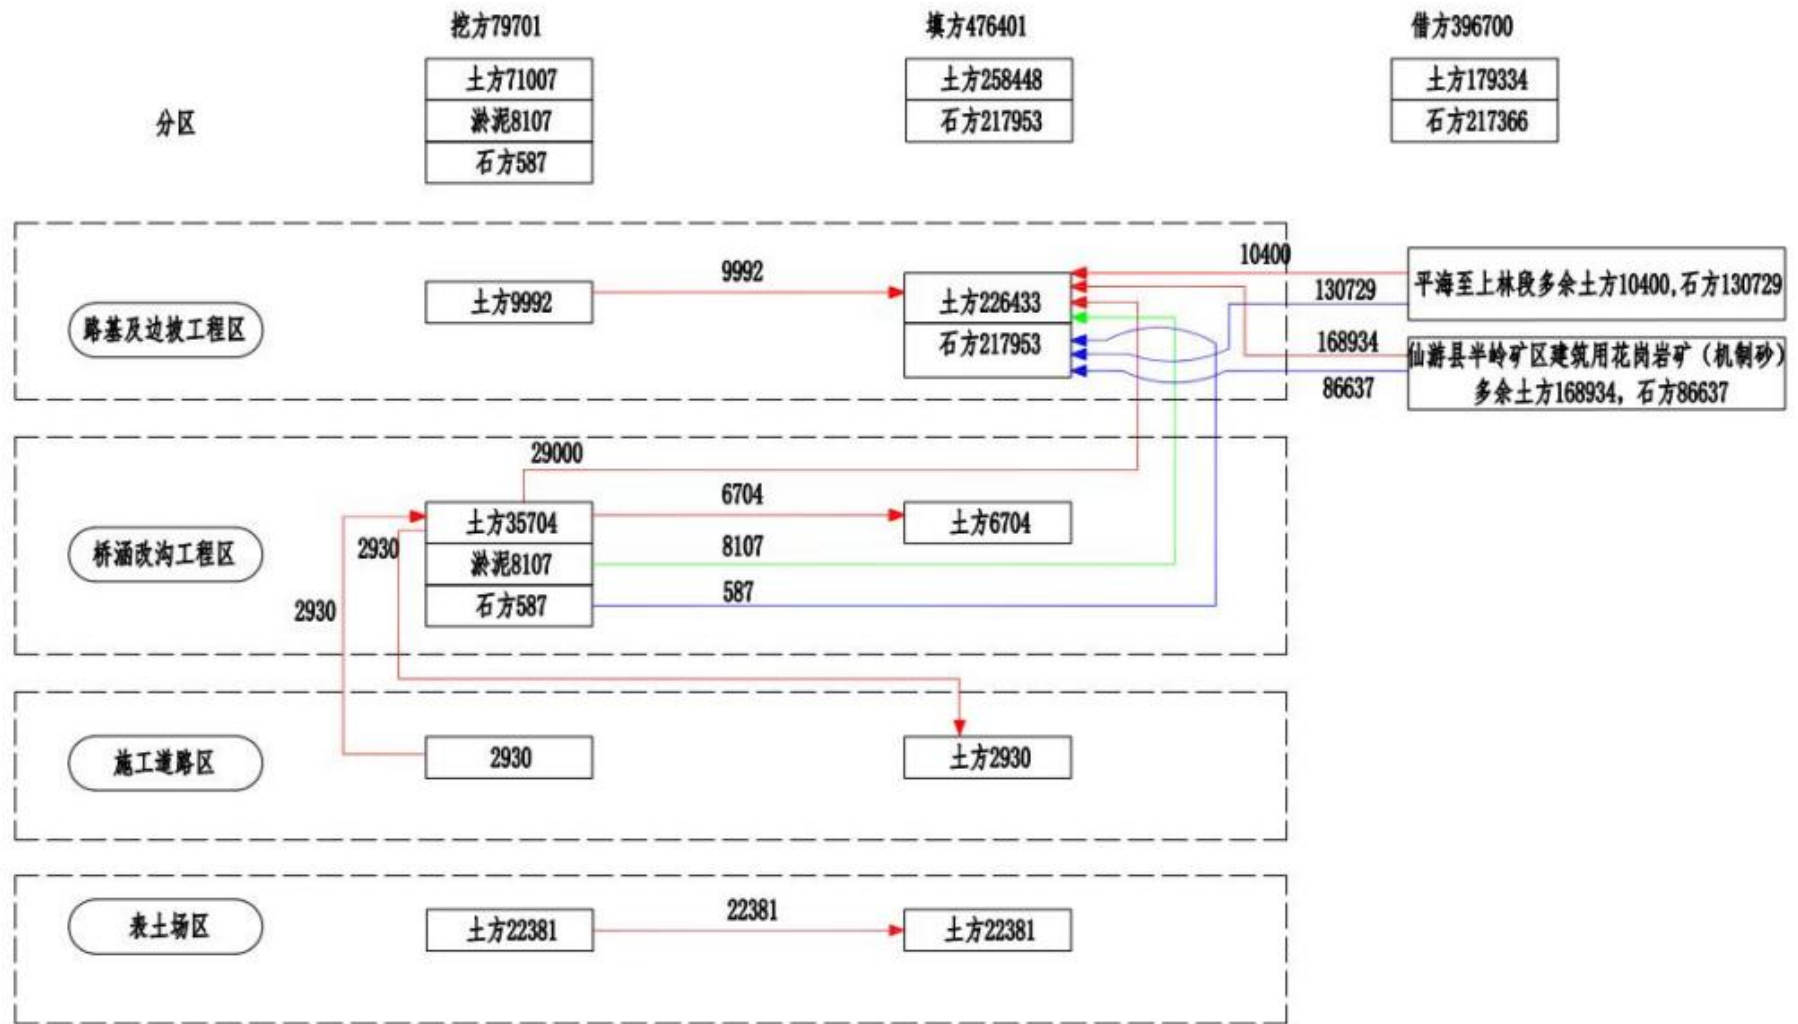 挖方79701
填方476401
借方396700
土方71007
土方258448
土方179334
分区
淤泥8107
石方217953
石方217366
石方587
路基及边坡工程区
土方9992
9992
土方226433
石方217953
10400
130729
168934
86637
平海至上林段多余土方10400,石方130729
仙游县半岭矿区建筑用花岗岩矿（机制砂）
多余土方168934，石方86637
桥涵改沟工程区
29000
土方35704
6704
土方6704
2930
淤泥8107
8107
石方587
587
2930
施工道路区
2930
土方2930
表土场区
土方22381
22381
土方22381